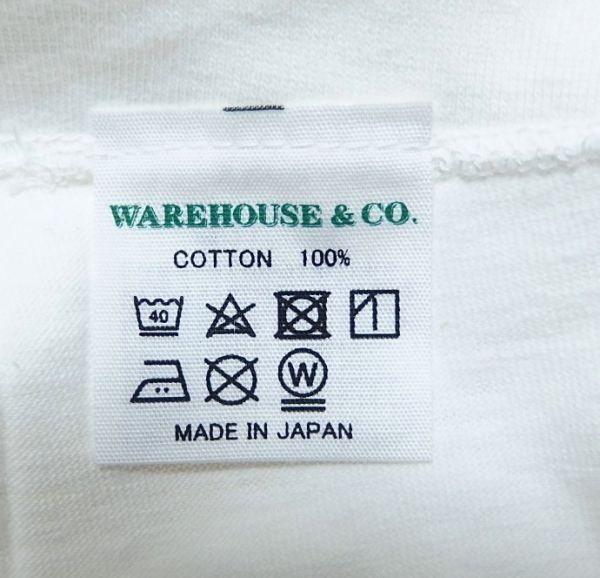 WAREHOUSE & CO.
COTTON 100%
40
W
MADE IN JAPAN